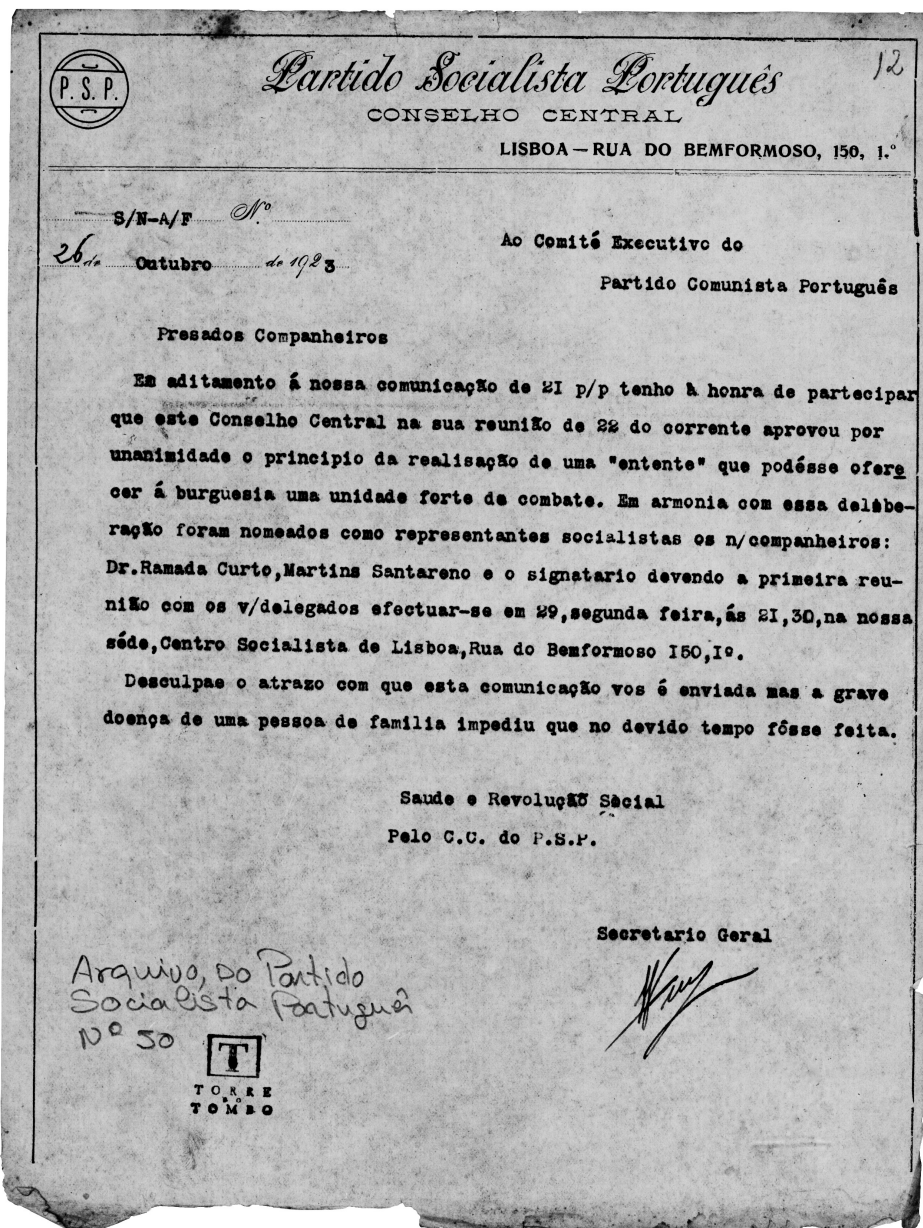 12
P. S. P.
Partido Socialista Português
CONSELHO CENTRAL
LISBOA — RUA DO BEMFORMOSO, 150, 1.º
S/N-A/F Nº
26 de Outubro de 1923
Ao Comité Executivo do
Partido Comunista Português
Presados Companheiros
Em aditamento á nossa comunicação de 2I p/p tenho a honra de partecipar
que este Conselho Central na sua reunião de 22 do corrente aprovou por
unanimidade o principio da realisação de uma "entente" que podésse ofere
cer á burguesia uma unidade forte de combate. Em armonia com essa delibe-
ração foram nomeados como representantes socialistas os n/companheiros:
Dr.Ramada Curto,Martins Santareno e o signatario devendo a primeira reu-
nião com os v/delegados efectuar-se em 29,segunda feira,ás 2I,30,na nossa
séde,Centro Socialista de Lisboa,Rua do Bemformoso I50,Iº.
Desculpae o atrazo com que esta comunicação vos é enviada mas a grave
doença de uma pessoa de familia impediu que no devido tempo fôsse feita.
Saude e Revolução Social
Pelo C.C. do P.S.P.
Secretario Geral
Arquivo, Do Partido
Socialista Portuguê
Nº 50
T
TORRE
DO
TOMBO